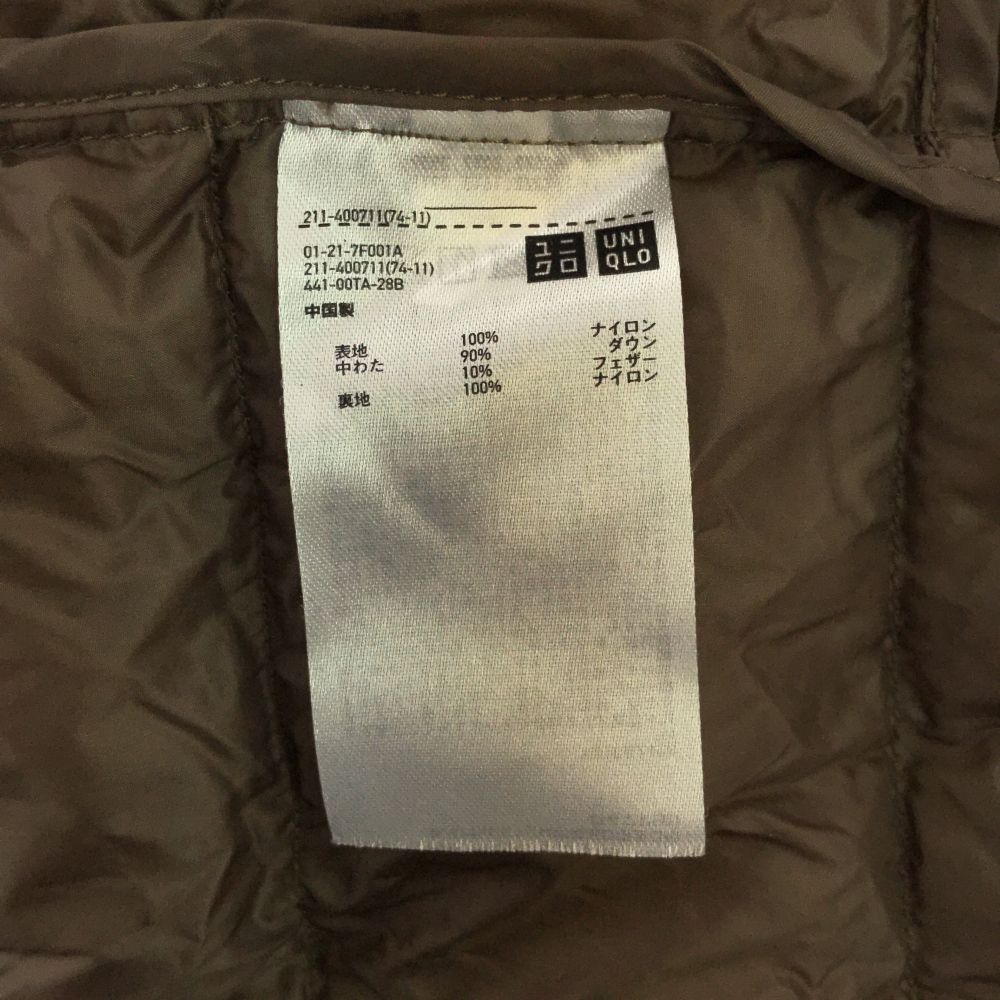 211-400711(74-11)
01-21-7F001A
211-400711(74-11)
441-00TA-28B
ユニ
クロ
UNI
QLO
中国製
表地 100% ナイロン
中わた 90% ダウン
10% フェザー
裏地 100% ナイロン